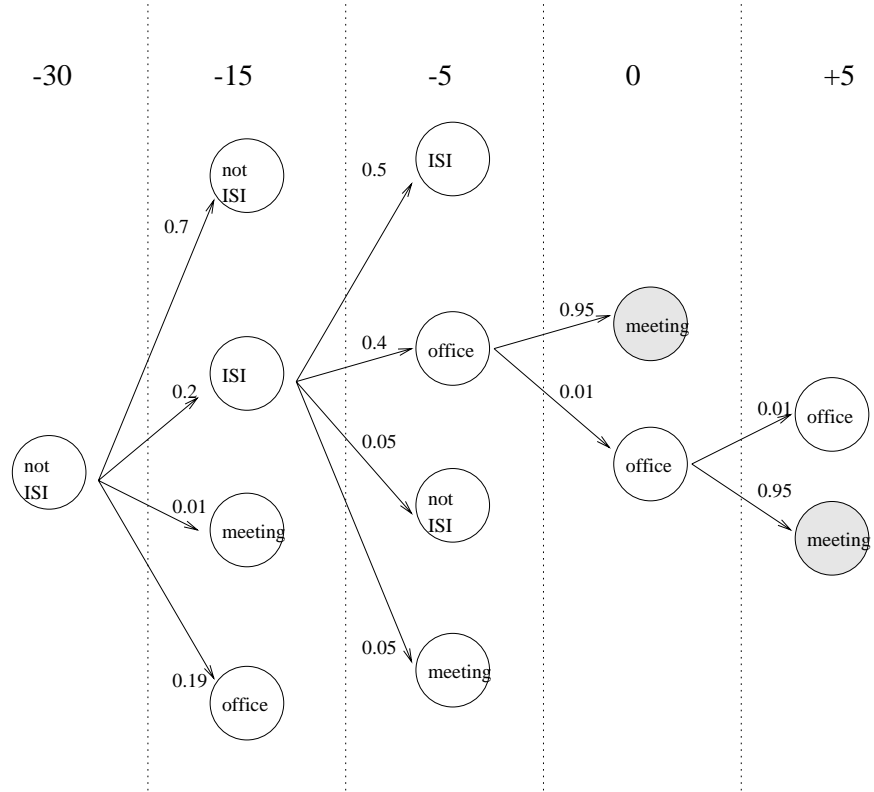 -30
-15
-5
0
+5
not
ISI
0.7
0.2
0.01
0.19
not
ISI
ISI
meeting
office
0.5
0.4
0.05
0.05
ISI
office
not
ISI
meeting
0.95
0.01
meeting
office
0.01
0.95
office
meeting